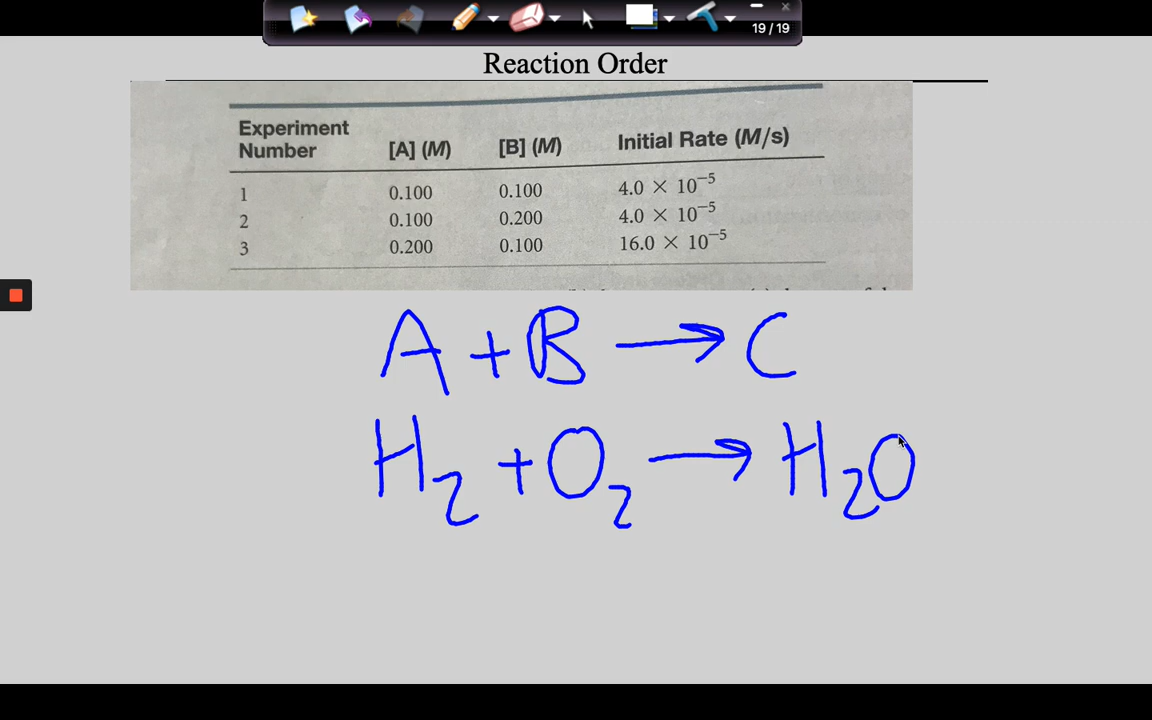 19 / 19
Reaction Order
Experiment Number [A] (M) [B] (M) Initial Rate (M/s)
1 0.100 0.100 4.0 × 10⁻⁵
2 0.100 0.200 4.0 × 10⁻⁵
3 0.200 0.100 16.0 × 10⁻⁵
A + B → C
H₂ + O₂ → H₂O